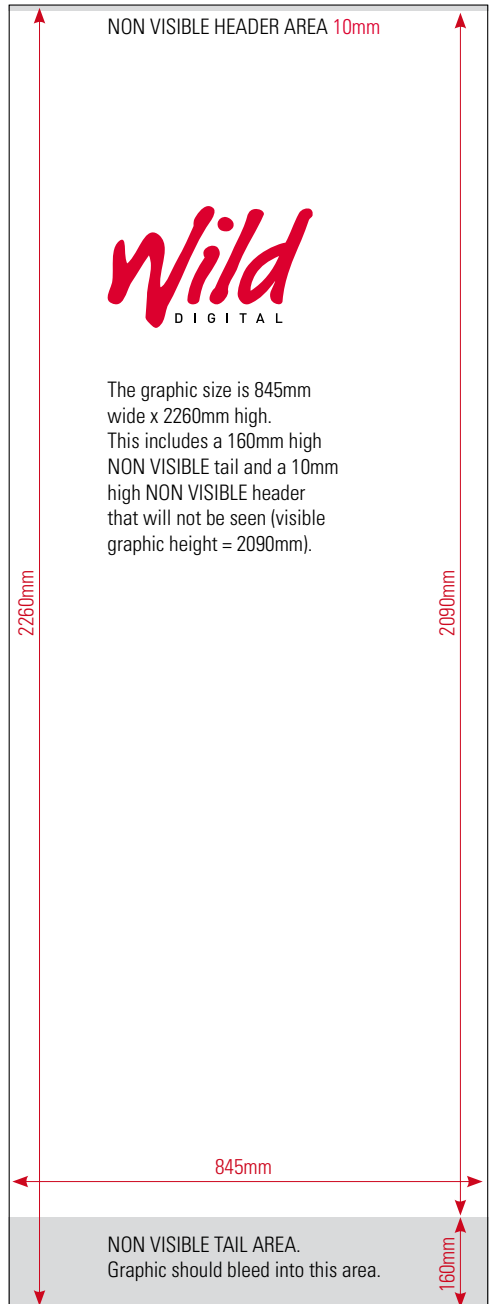 NON VISIBLE HEADER AREA 10mm
Wild
DIGITAL
The graphic size is 845mm
wide x 2260mm high.
This includes a 160mm high
NON VISIBLE tail and a 10mm
high NON VISIBLE header
that will not be seen (visible
graphic height = 2090mm).
2260mm
2090mm
845mm
NON VISIBLE TAIL AREA.
Graphic should bleed into this area.
160mm